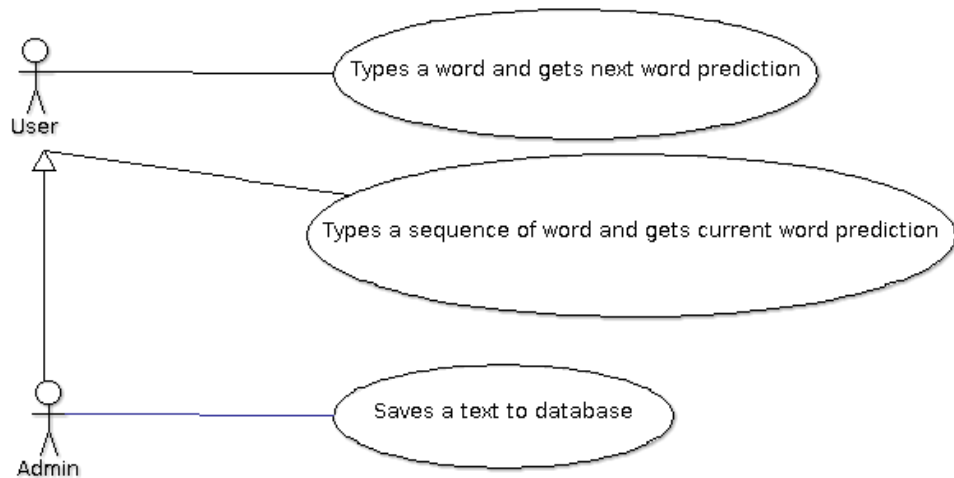 Types a word and gets next word prediction
User
Types a sequence of word and gets current word prediction
Saves a text to database
Admin